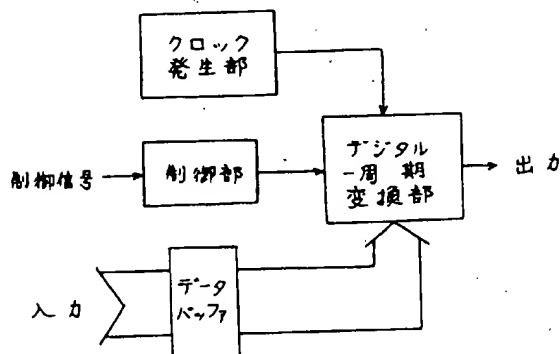 クロック
発生部
制御信号
制御部
デジタル
一周期
変換部
出力
入力
データ
バッファ